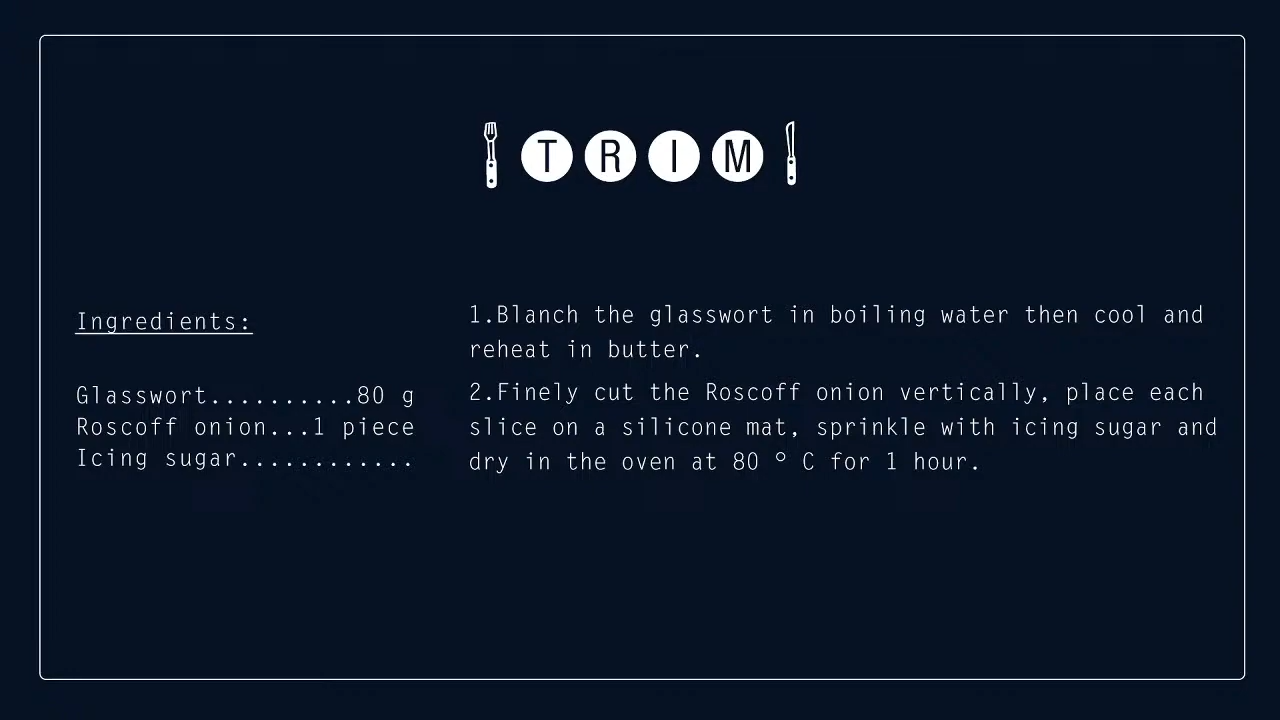 TRIM
Ingredients:
Glasswort..........80 g
Roscoff onion...1 piece
Icing sugar............
1.Blanch the glasswort in boiling water then cool and
reheat in butter.
2.Finely cut the Roscoff onion vertically, place each
slice on a silicone mat, sprinkle with icing sugar and
dry in the oven at 80 ° C for 1 hour.